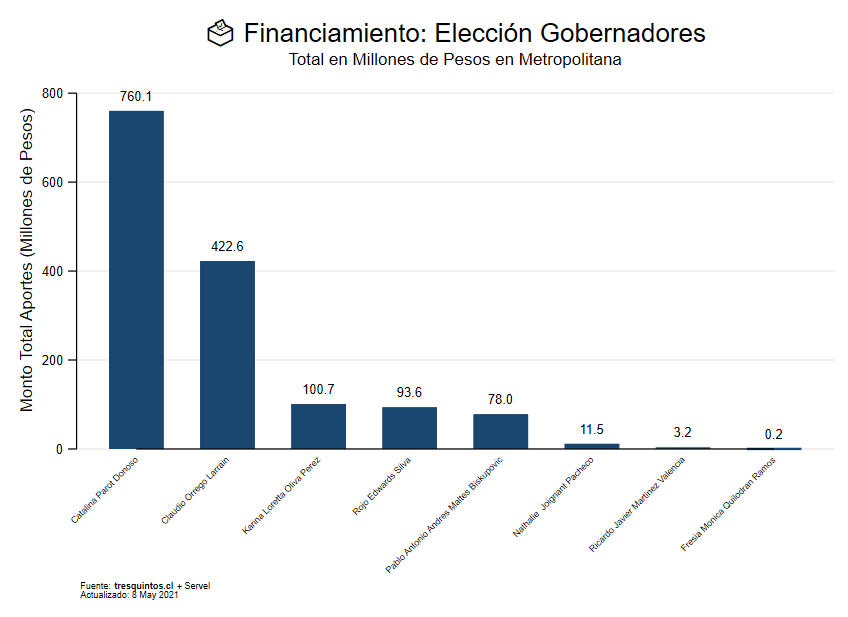 Financiamiento: Elección Gobernadores
Total en Millones de Pesos en Metropolitana
Monto Total Aportes (Millones de Pesos)
800
600
400
200
0
760.1
422.6
100.7
93.6
78.0
11.5
3.2
0.2
Catalina Parot Donoso
Claudio Orrego Larrain
Karina Loretta Oliva Perez
Rojo Edwards Silva
Pablo Antonio Andres Maltes Biskupovic
Nathalie Joignant Pacheco
Ricardo Javier Martinez Valencia
Fresia Monica Quilodran Ramos
Fuente: tresquintos.cl + Servel
Actualizado: 8 May 2021